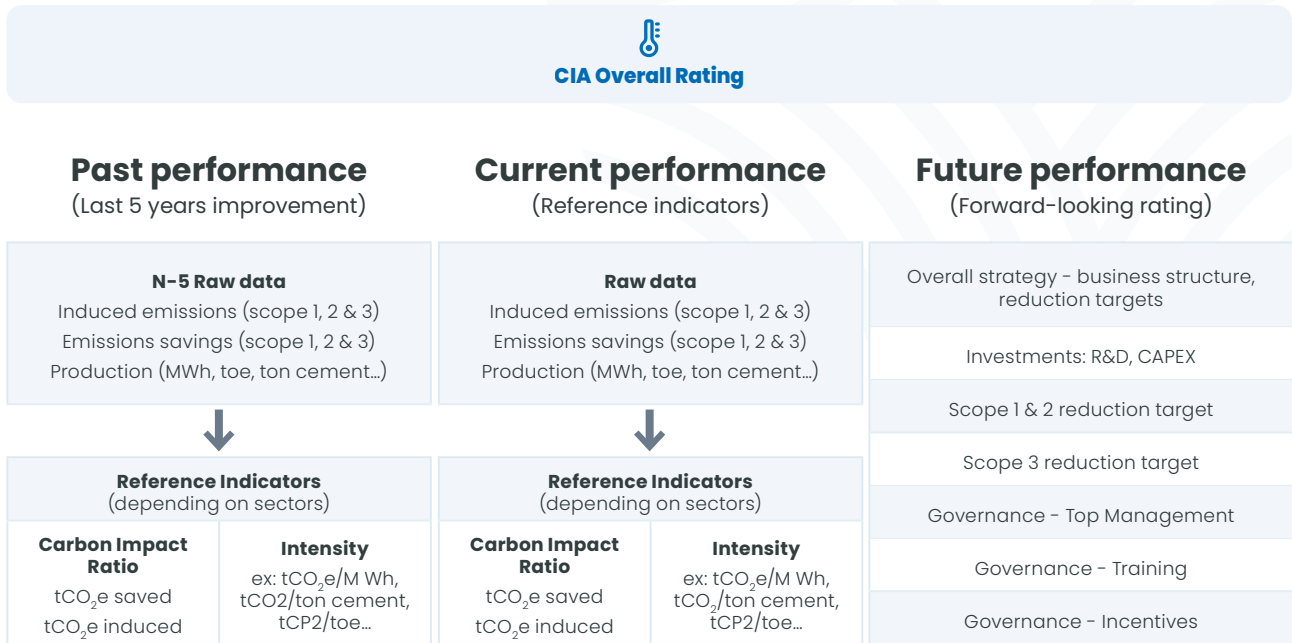 CIA Overall Rating
Past performance
(Last 5 years improvement)
N-5 Raw data
Induced emissions (scope 1, 2 & 3)
Emissions savings (scope 1, 2 & 3)
Production (MWh, toe, ton cement…)
Reference Indicators
(depending on sectors)
Carbon Impact
Ratio
tCO₂e saved
tCO₂e induced
Intensity
ex: tCO₂e/M Wh,
tCO2/ton cement,
tCP2/toe…
Current performance
(Reference indicators)
Raw data
Induced emissions (scope 1, 2 & 3)
Emissions savings (scope 1, 2 & 3)
Production (MWh, toe, ton cement…)
Reference Indicators
(depending on sectors)
Carbon Impact
Ratio
tCO₂e saved
tCO₂e induced
Intensity
ex: tCO₂e/M Wh,
tCO₂/ton cement,
tCP2/toe…
Future performance
(Forward-looking rating)
Overall strategy - business structure,
reduction targets
Investments: R&D, CAPEX
Scope 1 & 2 reduction target
Scope 3 reduction target
Governance - Top Management
Governance - Training
Governance - Incentives